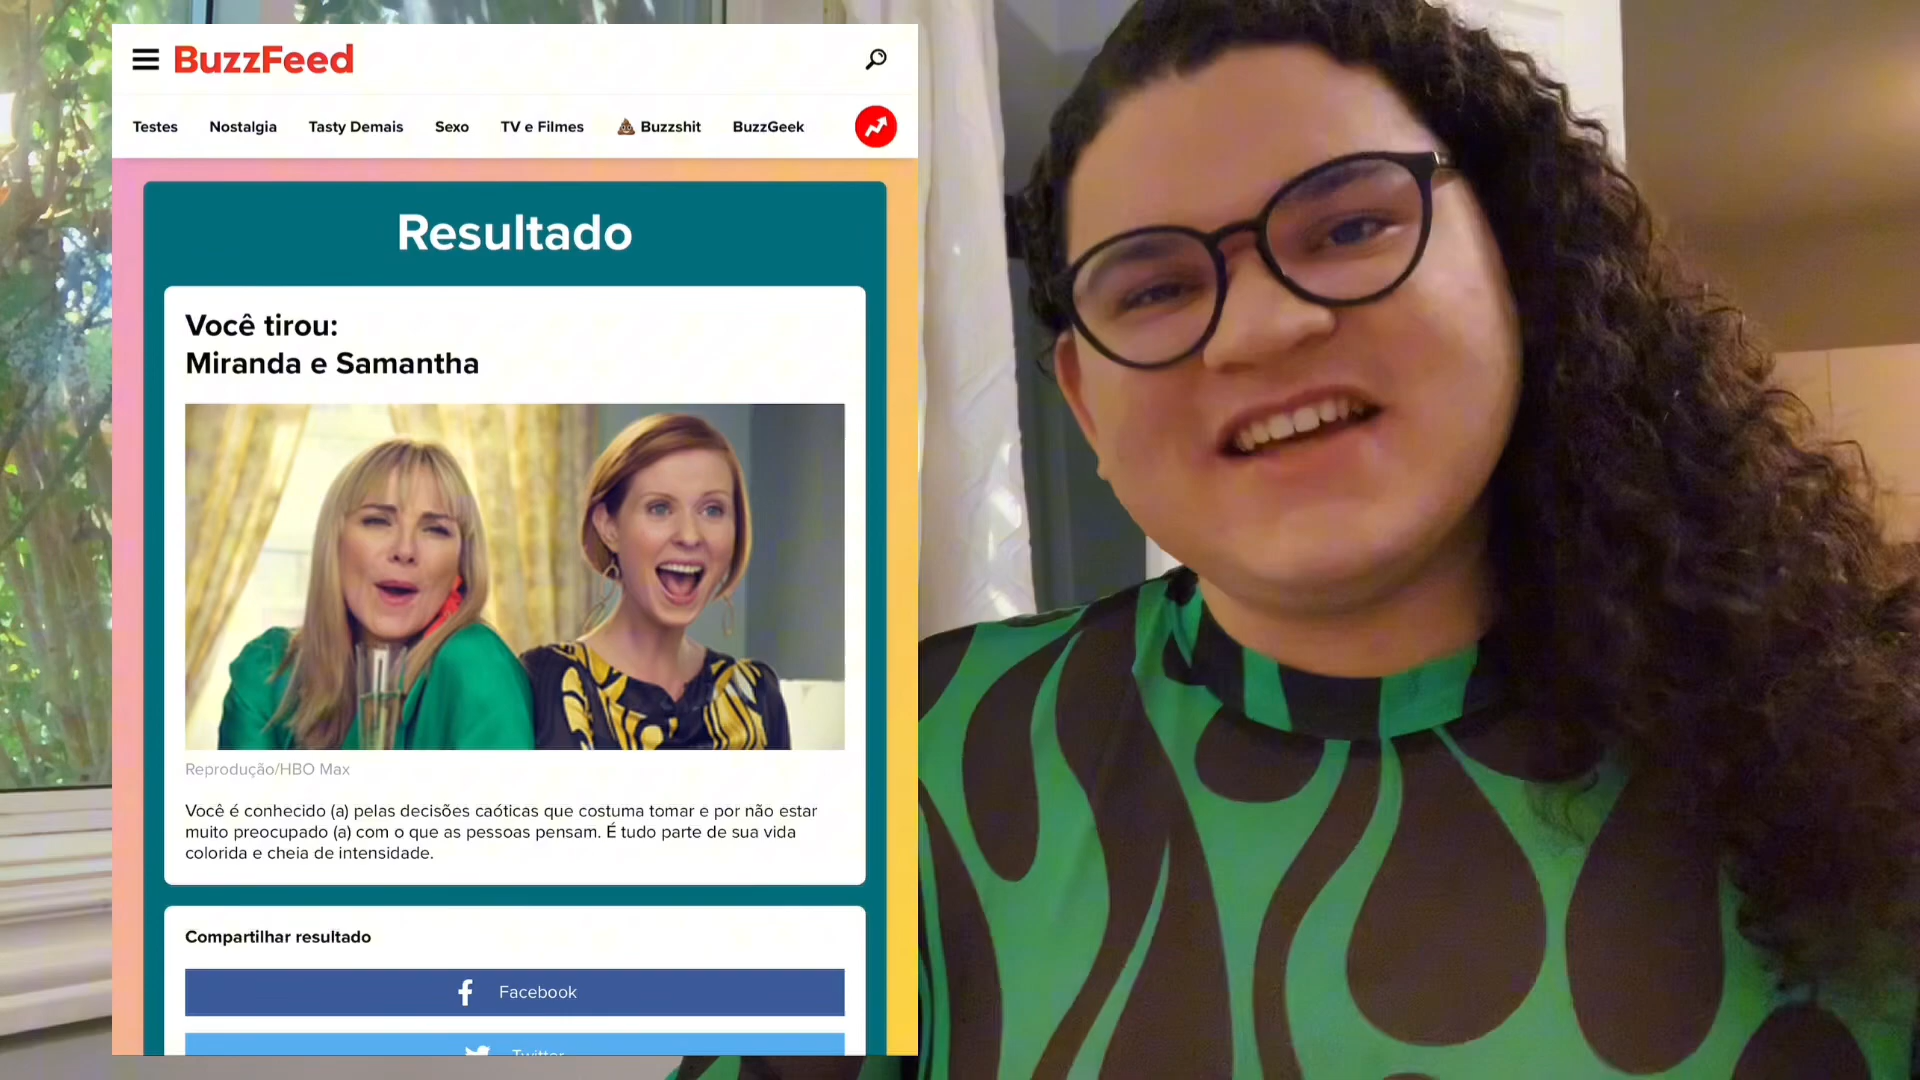 BuzzFeed
Testes Nostalgia Tasty Demais Sexo TV e Filmes 💩 Buzzshit BuzzGeek
Resultado
Você tirou:
Miranda e Samantha
Reprodução/HBO Max
Você é conhecido (a) pelas decisões caóticas que costuma tomar e por não estar
muito preocupado (a) com o que as pessoas pensam. É tudo parte de sua vida
colorida e cheia de intensidade.
Compartilhar resultado
Facebook
Twitter